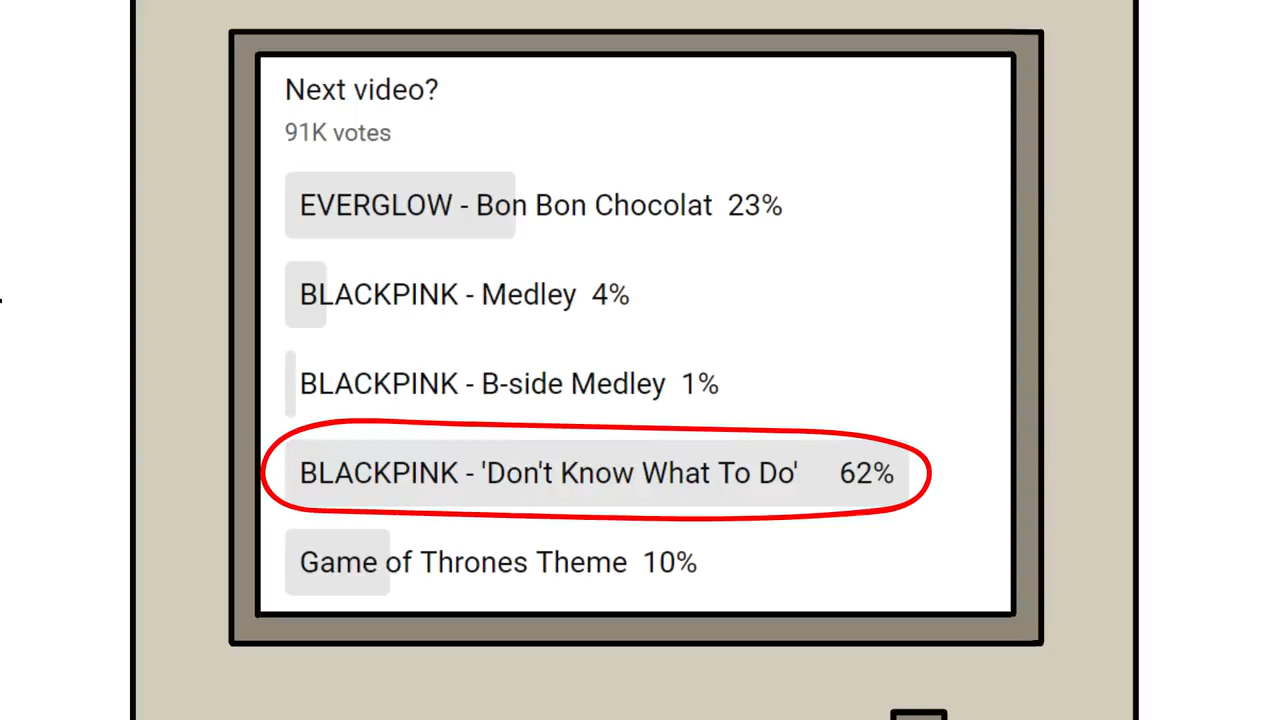 Next video?
91K votes
EVERGLOW - Bon Bon Chocolat 23%
BLACKPINK - Medley 4%
BLACKPINK - B-side Medley 1%
BLACKPINK - 'Don't Know What To Do' 62%
Game of Thrones Theme 10%